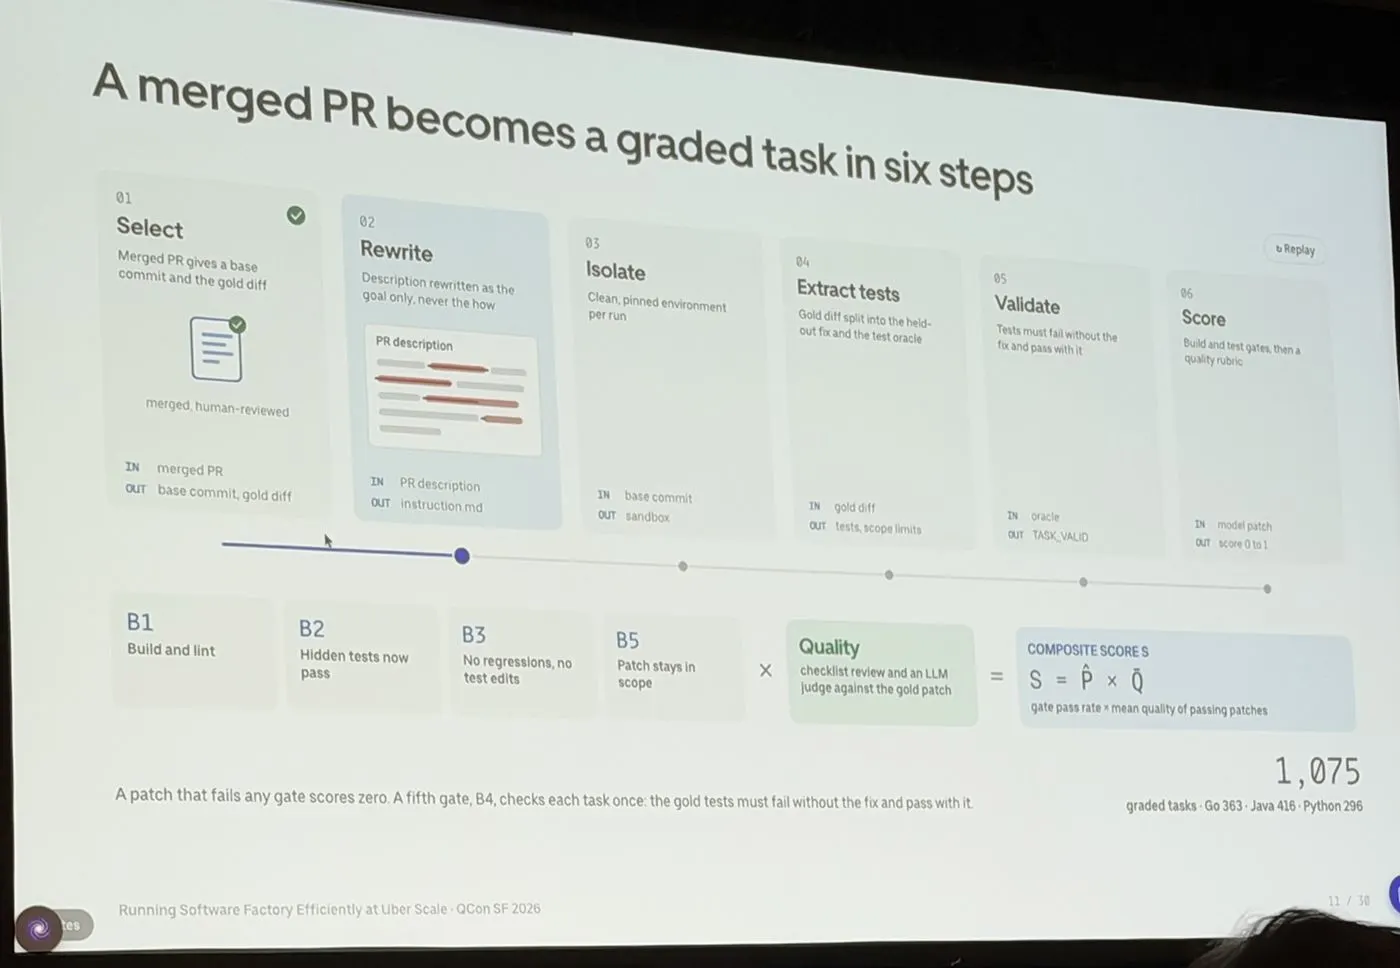 A merged PR becomes a graded task in six steps
↻ Replay
01
Select
Merged PR gives a base
commit and the gold diff
merged, human-reviewed
IN merged PR
OUT base commit, gold diff
02
Rewrite
Description rewritten as the
goal only, never the how
PR description
IN PR description
OUT instruction.md
03
Isolate
Clean, pinned environment
per run
IN base commit
OUT sandbox
04
Extract tests
Gold diff split into the held-
out fix and the test oracle
IN gold diff
OUT tests, scope limits
05
Validate
Tests must fail without the
fix and pass with it
IN oracle
OUT TASK_VALID
06
Score
Build and test gates, then a
quality rubric
IN model patch
OUT score 0 to 1
B1
Build and lint
B2
Hidden tests now
pass
B3
No regressions, no
test edits
B5
Patch stays in
scope
×
Quality
checklist review and an LLM
judge against the gold patch
=
COMPOSITE SCORE S
S = P̂ × Q̄
gate pass rate × mean quality of passing patches
1,075
graded tasks · Go 363 · Java 416 · Python 296
A patch that fails any gate scores zero. A fifth gate, B4, checks each task once: the gold tests must fail without the fix and pass with it.
Running Software Factory Efficiently at Uber Scale · QCon SF 2026
11 / 30
tes